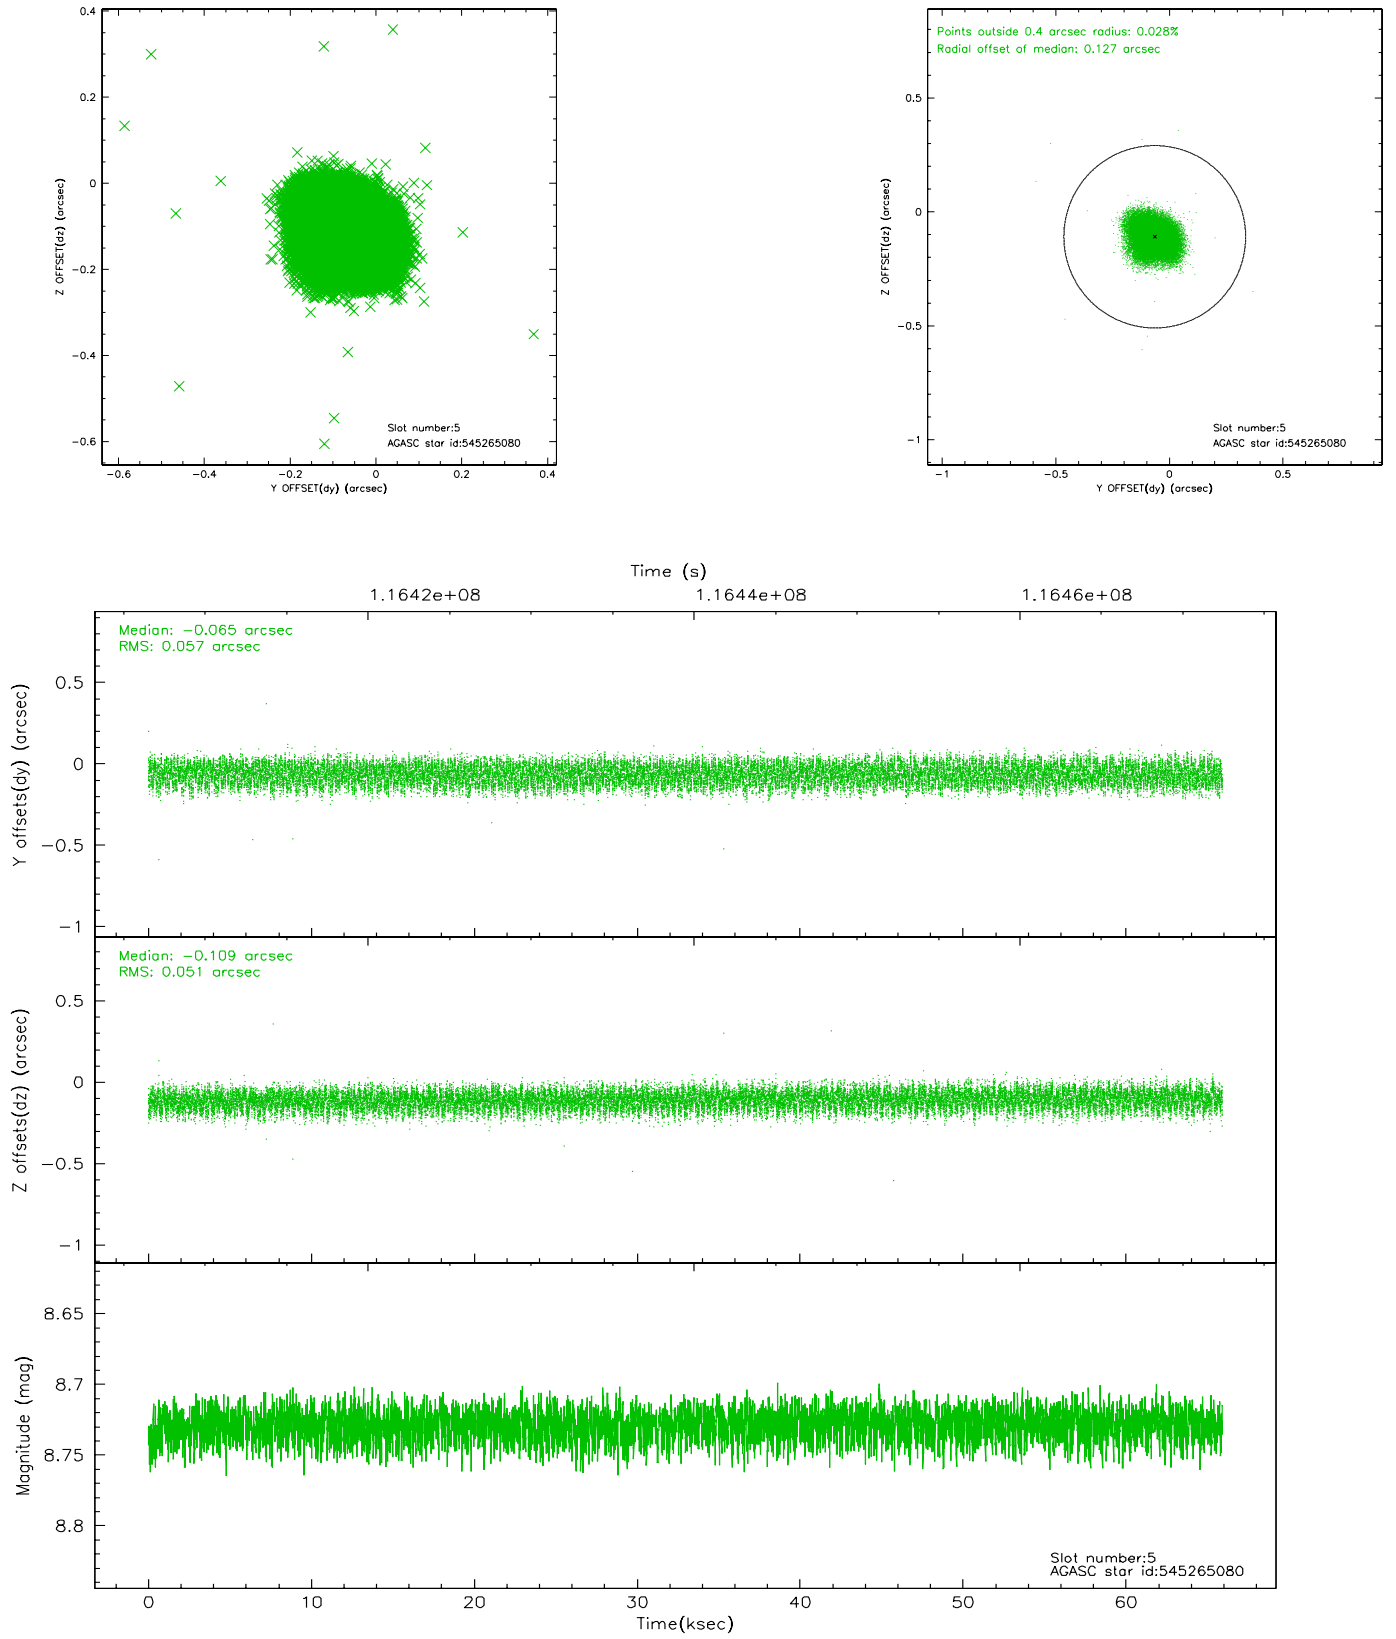 0.4
0.2
0
-0.2
-0.4
-0.6
Z OFFSET(dz) (arcsec)
Slot number:5
AGASC star id:545265080
-0.6 -0.4 -0.2 0 0.2 0.4
Y OFFSET(dy) (arcsec)
Points outside 0.4 arcsec radius: 0.028%
Radial offset of median: 0.127 arcsec
0.5
0
-0.5
-1
Z OFFSET(dz) (arcsec)
Slot number:5
AGASC star id:545265080
-1 -0.5 0 0.5
Y OFFSET(dy) (arcsec)
Time (s)
1.1642e+08 1.1644e+08 1.1646e+08
Median: -0.065 arcsec
RMS: 0.057 arcsec
0.5
0
-0.5
-1
Y offsets(dy) (arcsec)
Median: -0.109 arcsec
RMS: 0.051 arcsec
0.5
0
-0.5
-1
Z offsets(dz) (arcsec)
8.65
8.7
8.75
8.8
Magnitude (mag)
Slot number:5
AGASC star id:545265080
0 10 20 30 40 50 60
Time(ksec)